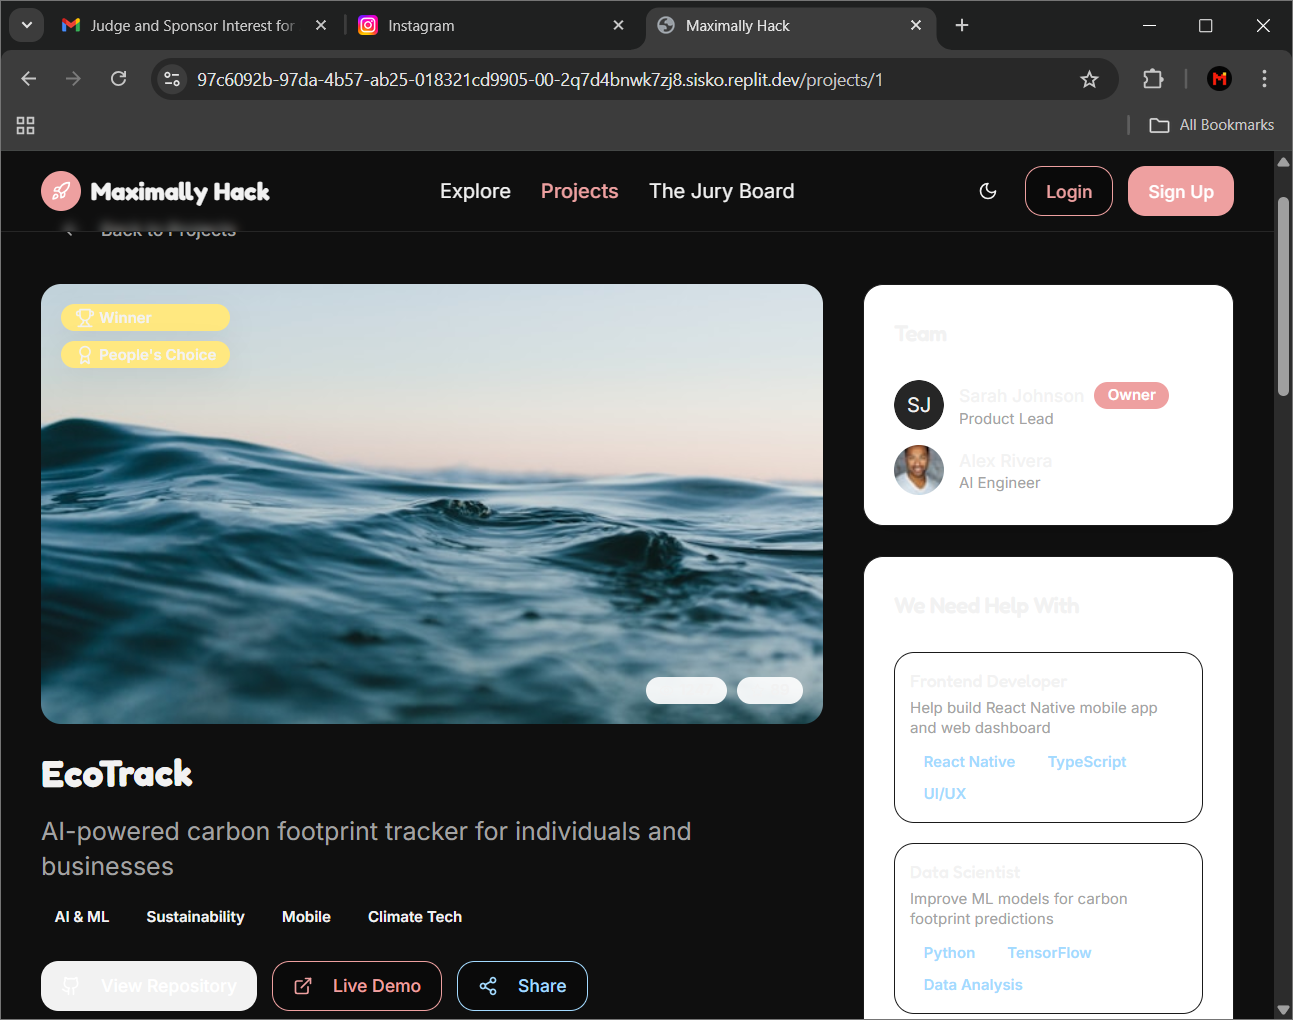 Judge and Sponsor Interest for
Instagram
Maximally Hack
97c6092b-97da-4b57-ab25-018321cd9905-00-2q7d4bnwk7zj8.sisko.replit.dev/projects/1
M
All Bookmarks
Maximally Hack
Explore
Projects
The Jury Board
Login
Sign Up
Back to Projects
Winner
People's Choice
EcoTrack
AI-powered carbon footprint tracker for individuals and
businesses
AI & ML
Sustainability
Mobile
Climate Tech
View Repository
Live Demo
Share
Team
SJ
Sarah Johnson
Owner
Product Lead
Alex Rivera
AI Engineer
We Need Help With
Frontend Developer
Help build React Native mobile app
and web dashboard
React Native
TypeScript
UI/UX
Data Scientist
Improve ML models for carbon
footprint predictions
Python
TensorFlow
Data Analysis